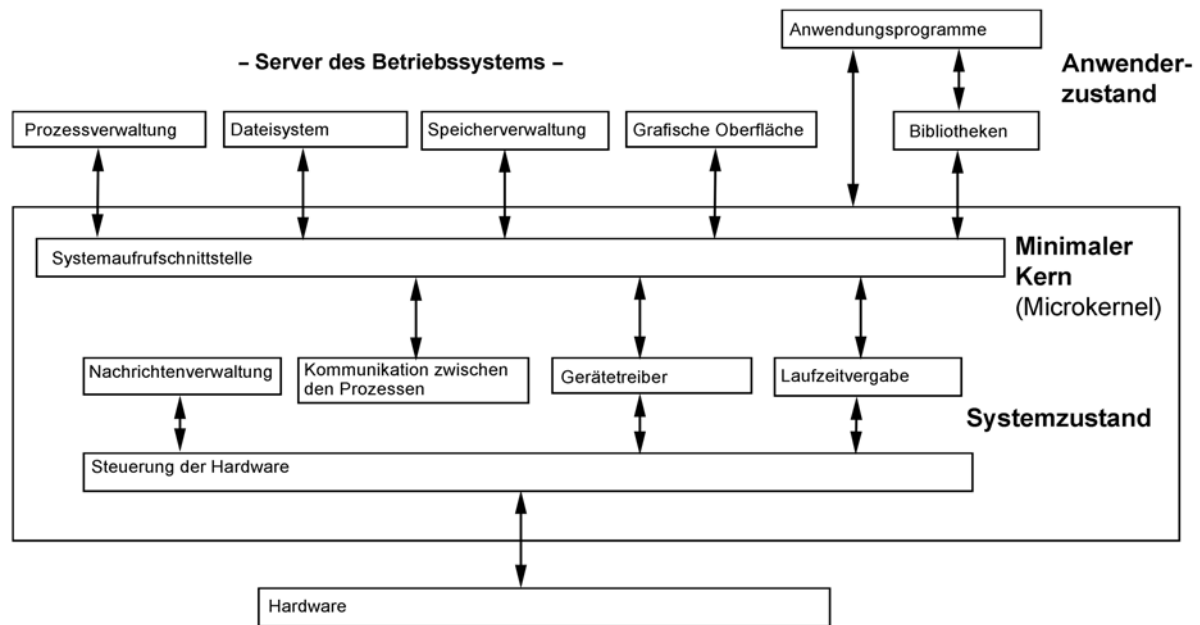 Anwendungsprogramme
– Server des Betriebssystems –
Anwender-
zustand
Prozessverwaltung
Dateisystem
Speicherverwaltung
Grafische Oberfläche
Bibliotheken
Systemaufrufschnittstelle
Minimaler
Kern
(Microkernel)
Nachrichtenverwaltung
Kommunikation zwischen
den Prozessen
Gerätetreiber
Laufzeitvergabe
Systemzustand
Steuerung der Hardware
Hardware